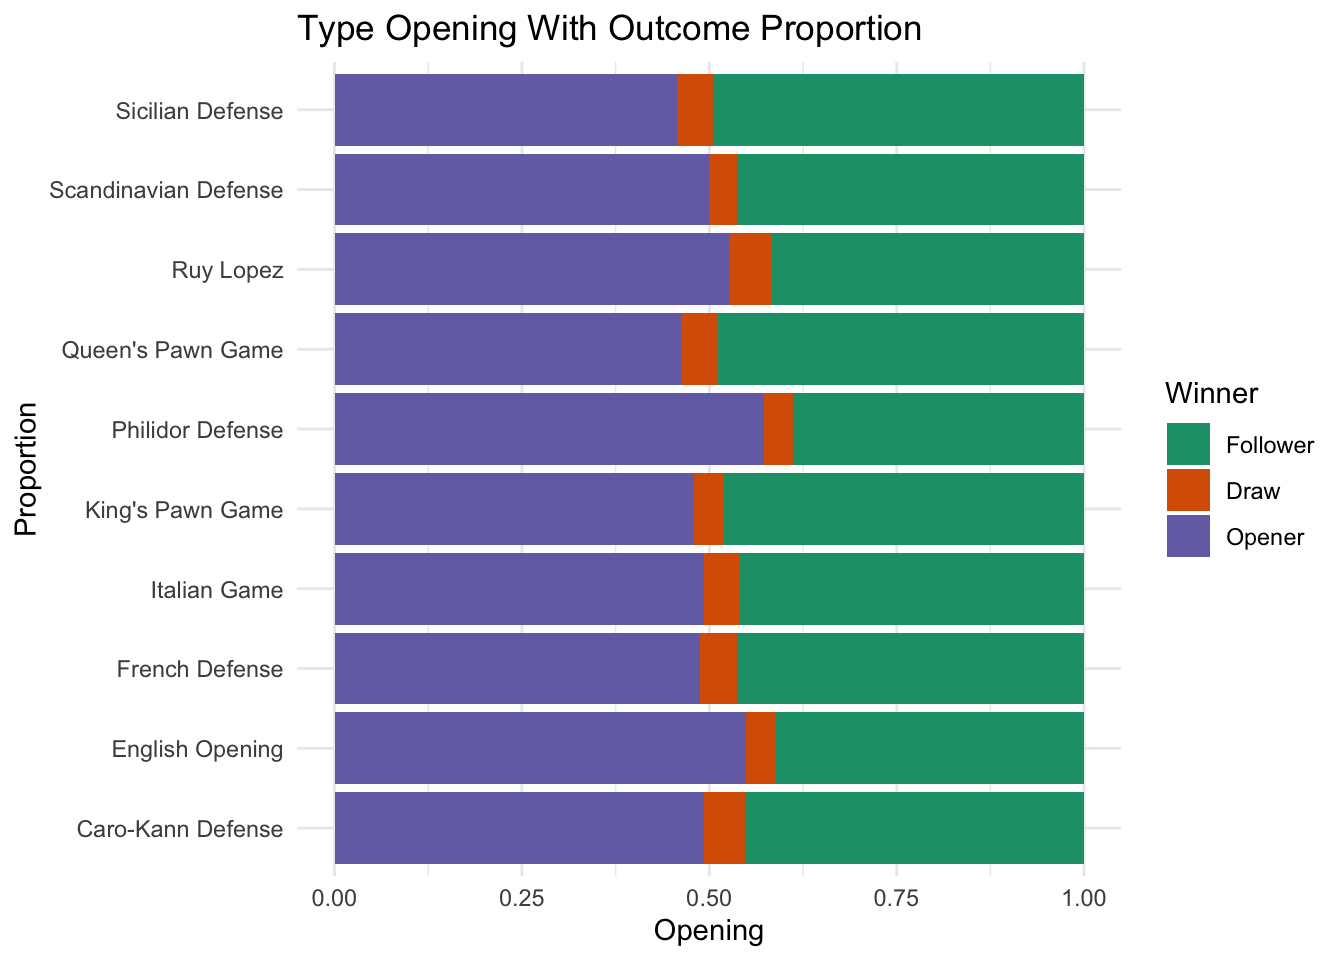 Type Opening With Outcome Proportion
Sicilian Defense
Scandinavian Defense
Ruy Lopez
Queen's Pawn Game
Philidor Defense
King's Pawn Game
Italian Game
French Defense
English Opening
Caro-Kann Defense
Proportion
0.00 0.25 0.50 0.75 1.00
Opening
Winner
Follower
Draw
Opener